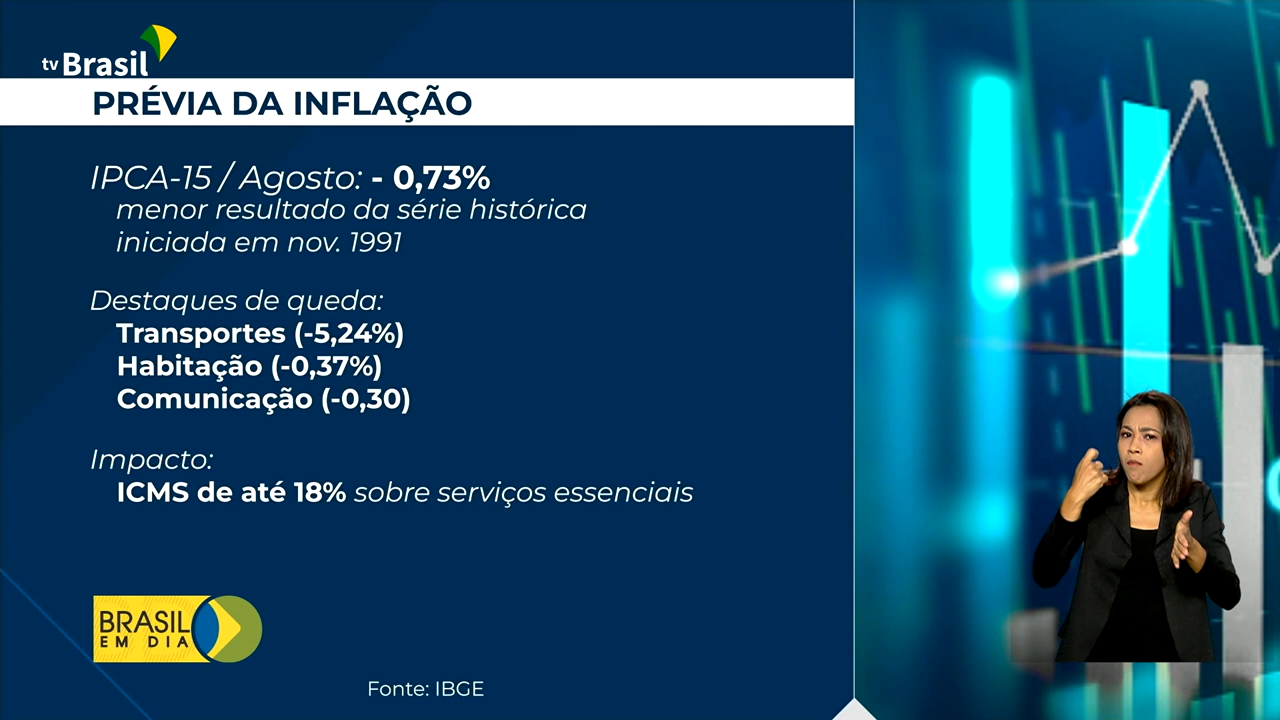 tv Brasil
PRÉVIA DA INFLAÇÃO
IPCA-15 / Agosto: - 0,73%
menor resultado da série histórica
iniciada em nov. 1991
Destaques de queda:
Transportes (-5,24%)
Habitação (-0,37%)
Comunicação (-0,30)
Impacto:
ICMS de até 18% sobre serviços essenciais
BRASIL
EM DIA
Fonte: IBGE